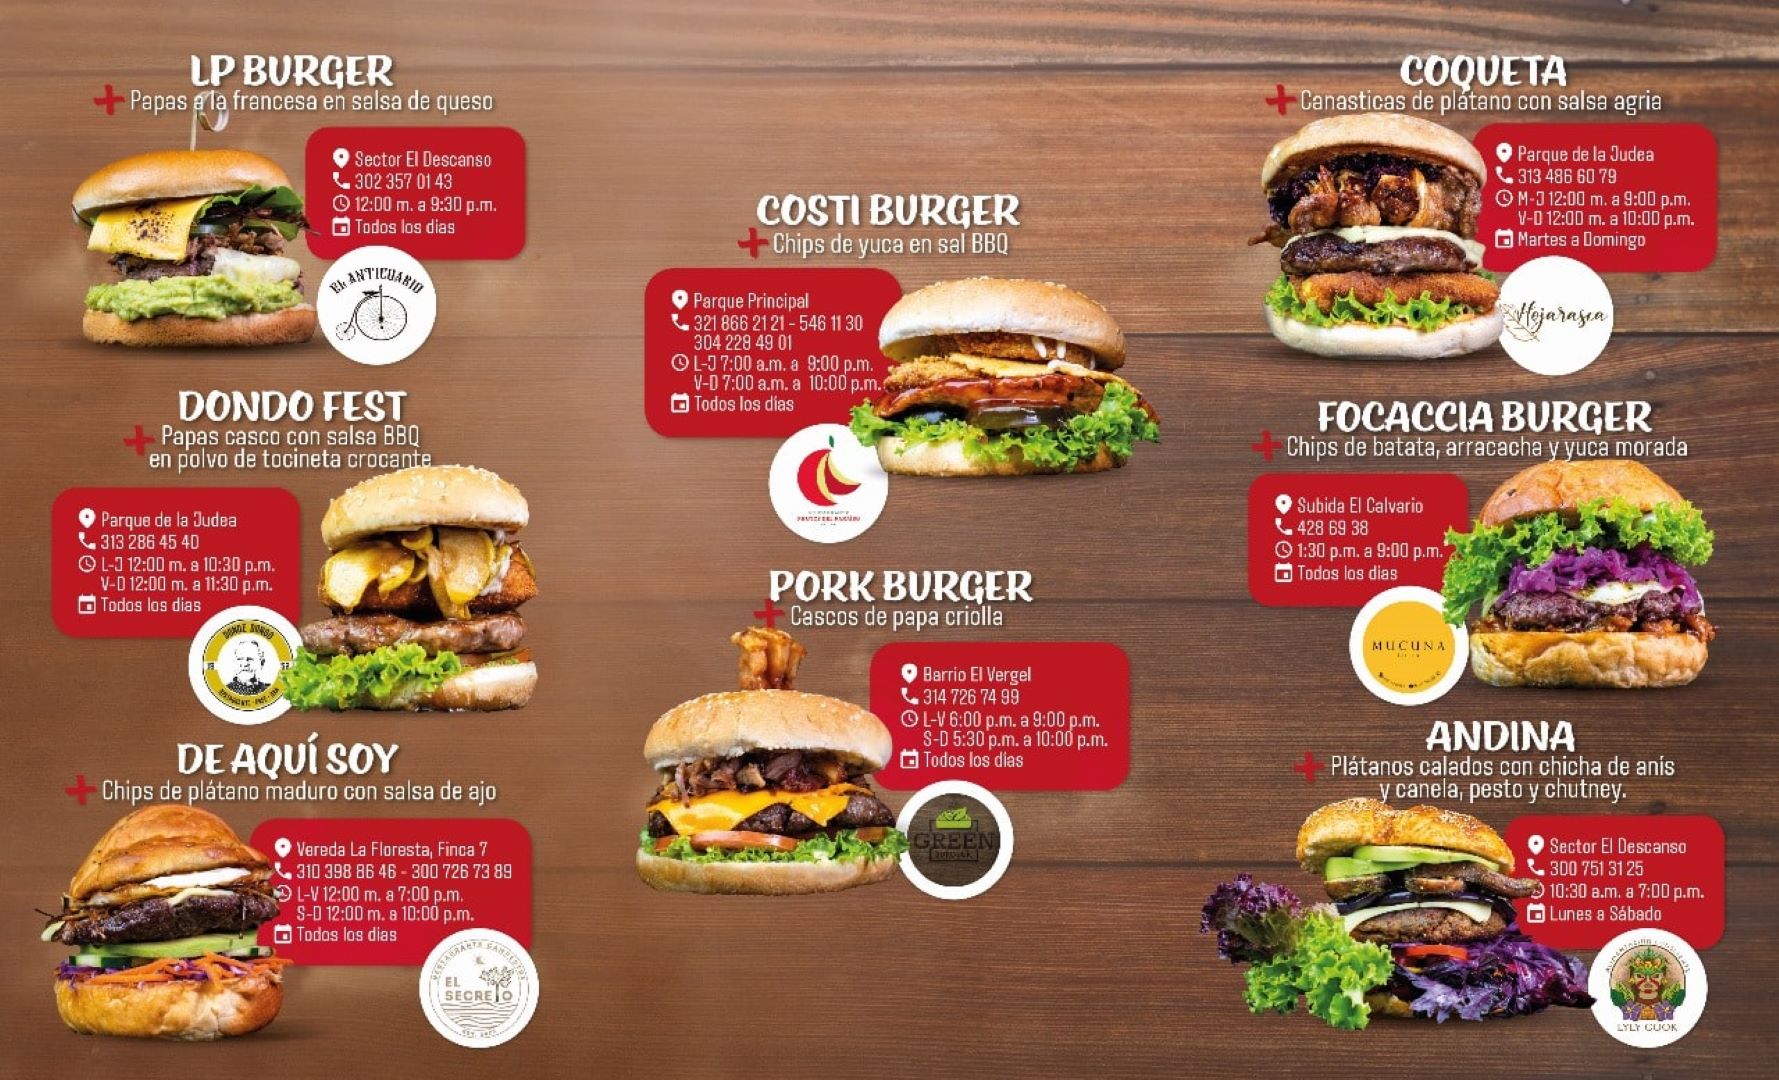 LP BURGER
+ Papas a la francesa en salsa de queso
Sector El Descanso
302 357 01 43
12:00 m. a 9:30 p.m.
Todos los días
EL ANTICUARIO
DONDO FEST
+ Papas casco con salsa BBQ
en polvo de tocineta crocante
Parque de la Judea
313 286 45 40
L-J 12:00 m. a 10:30 p.m.
V-D 12:00 m. a 11:30 p.m.
Todos los días
DONDE DONDO
DE AQUÍ SOY
+ Chips de plátano maduro con salsa de ajo
Vereda La Floresta, Finca 7
310 398 86 46 - 300 726 73 89
L-V 12:00 m. a 7:00 p.m.
S-D 12:00 m. a 10:00 p.m.
Todos los días
RESTAURANTE CAMPESTRE
EL
SECRETO
COSTI BURGER
+ Chips de yuca en sal BBQ
Parque Principal
321 866 21 21 - 546 11 30
304 228 49 01
L-J 7:00 a.m. a 9:00 p.m.
V-D 7:00 a.m. a 10:00 p.m.
Todos los días
FRUTOS DEL PARAÍSO
PORK BURGER
+ Cascos de papa criolla
Barrio El Vergel
314 726 74 99
L-V 6:00 p.m. a 9:00 p.m.
S-D 5:30 p.m. a 10:00 p.m.
Todos los días
GREEN
BURGER
COQUETA
+ Canasticas de plátano con salsa agria
Parque de la Judea
313 486 60 79
M-J 12:00 m. a 9:00 p.m.
V-D 12:00 m. a 10:00 p.m.
Martes a Domingo
Hojarasca
FOCACCIA BURGER
+ Chips de batata, arracacha y yuca morada
Subida El Calvario
428 69 38
1:30 p.m. a 9:00 p.m.
Todos los días
MUCUNA
ANDINA
+ Plátanos calados con chicha de anís
y canela, pesto y chutney.
Sector El Descanso
300 751 31 25
10:30 a.m. a 7:00 p.m.
Lunes a Sábado
LYLY COOK